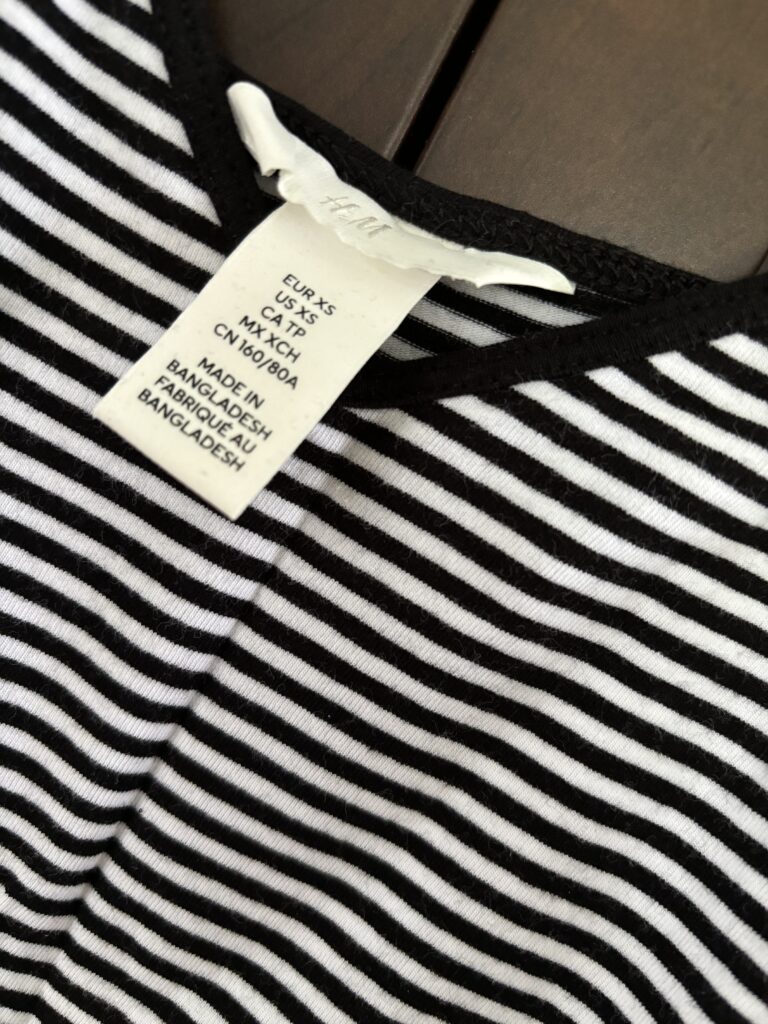 H&M
EUR XS
US XS
CA TP
MX XCH
CN 160/80A
MADE IN
BANGLADESH
FABRIQUÉ AU
BANGLADESH